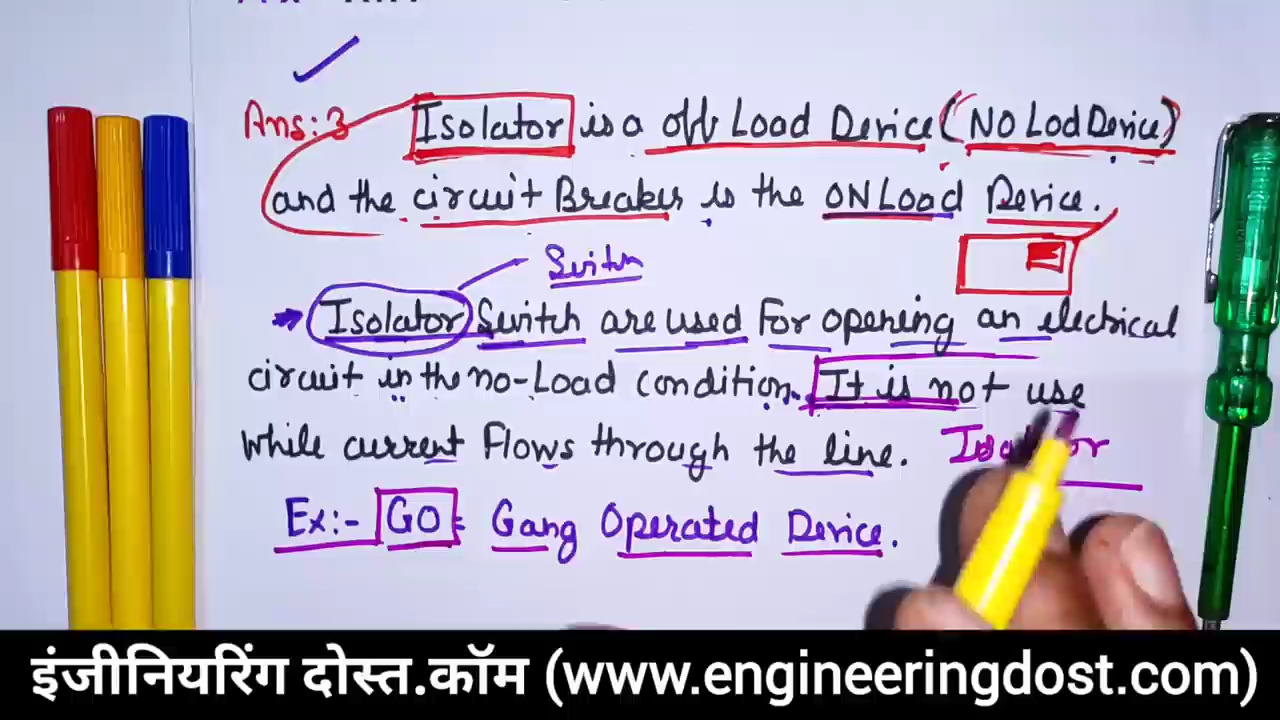 Ans:3 Isolator is a off Load Device (NO Lod Device)
and the circuit Breaker is the ON Load Device.
Switch
Isolator Switch are used For opening an electrical
circuit in the no-Load condition. It is not use
while current Flows through the line.
Ex:- GO = Gang Operated Device.
इंजीनियरिंग दोस्त.कॉम (www.engineeringdost.com)